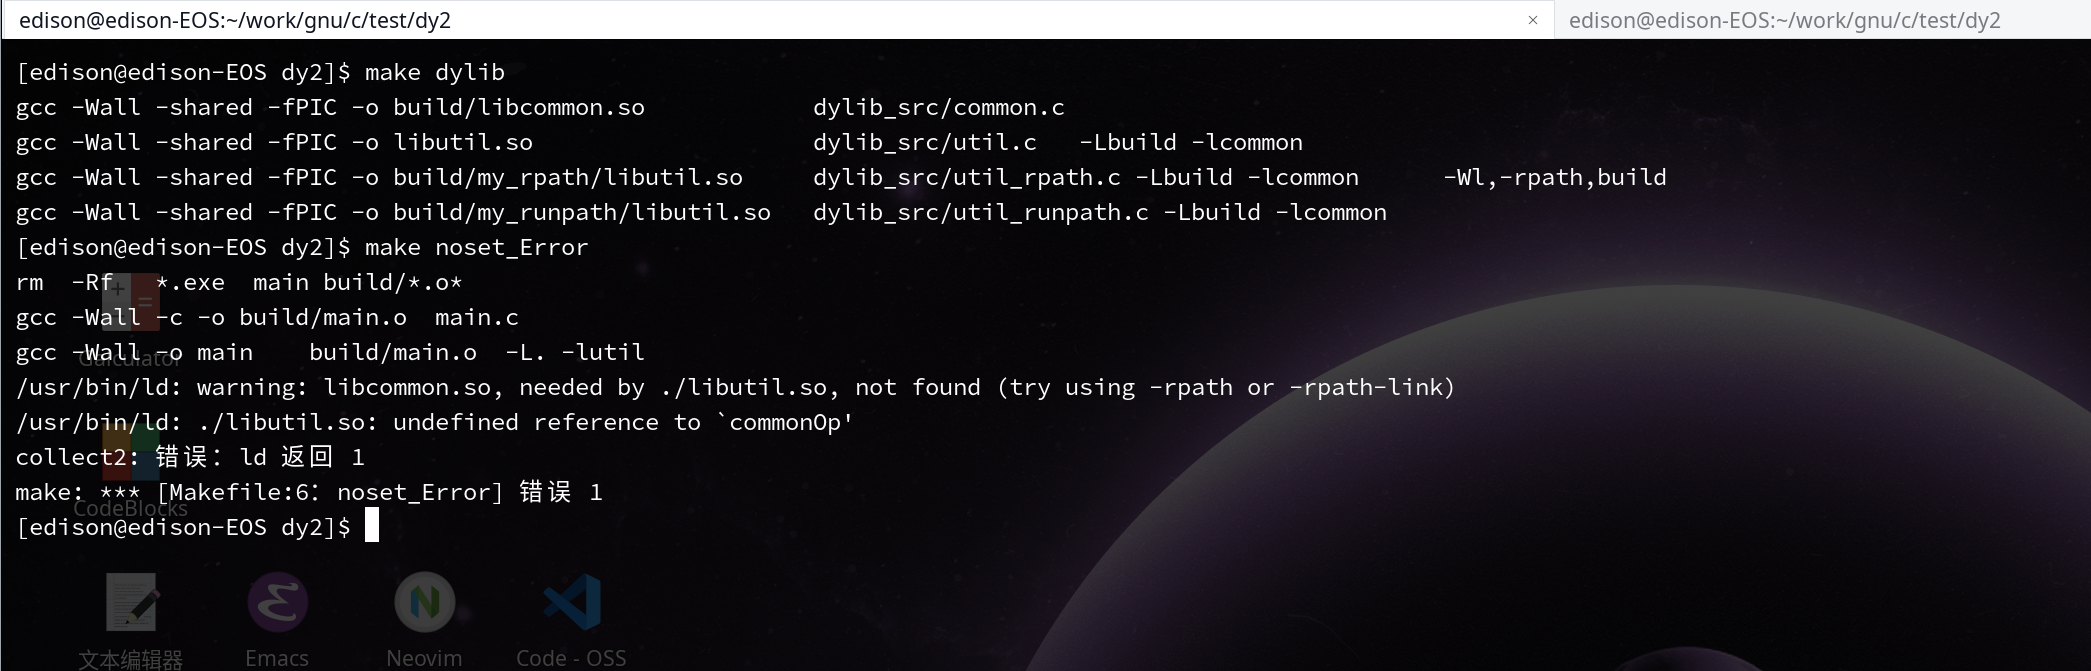 edison@edison-EOS:~/work/gnu/c/test/dy2 × edison@edison-EOS:~/work/gnu/c/test/dy2
[edison@edison-EOS dy2]$ make dylib
gcc -Wall -shared -fPIC -o build/libcommon.so            dylib_src/common.c
gcc -Wall -shared -fPIC -o libutil.so                    dylib_src/util.c   -Lbuild -lcommon
gcc -Wall -shared -fPIC -o build/my_rpath/libutil.so     dylib_src/util_rpath.c -Lbuild -lcommon      -Wl,-rpath,build
gcc -Wall -shared -fPIC -o build/my_runpath/libutil.so   dylib_src/util_runpath.c -Lbuild -lcommon
[edison@edison-EOS dy2]$ make noset_Error
rm  -Rf   *.exe  main build/*.o*
gcc -Wall -c -o build/main.o  main.c
gcc -Wall -o main    build/main.o  -L. -lutil
Galculator
/usr/bin/ld: warning: libcommon.so, needed by ./libutil.so, not found (try using -rpath or -rpath-link)
/usr/bin/ld: ./libutil.so: undefined reference to `commonOp'
collect2: 错误: ld 返回 1
make: *** [Makefile:6: noset_Error] 错误 1
CodeBlocks
[edison@edison-EOS dy2]$
文本编辑器 Emacs Neovim Code - OSS